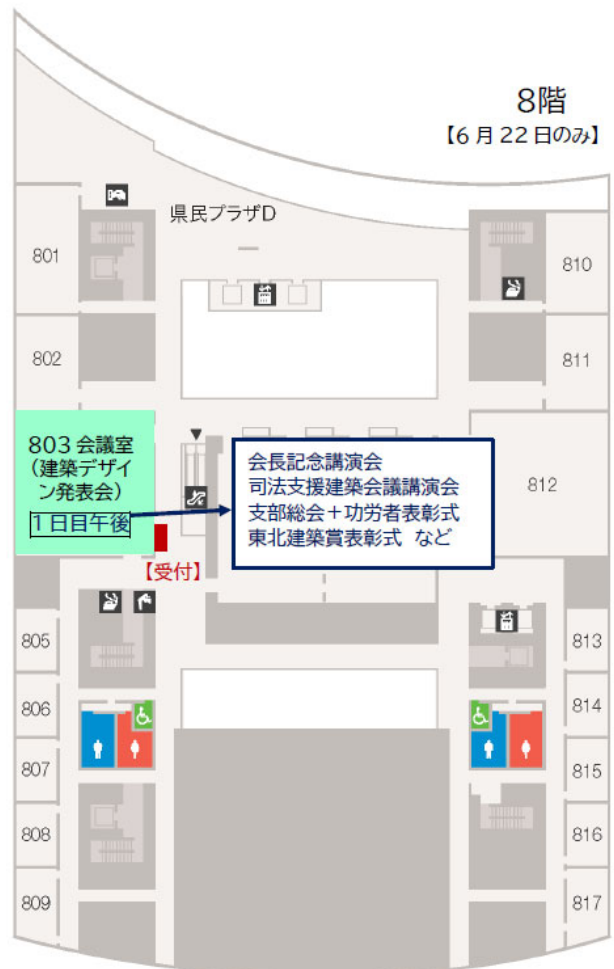 8階
【6月22日のみ】
県民プラザD
801
810
802
811
803会議室
(建築デザイ
ン発表会)
1日目午後
会長記念講演会
司法支援建築会議講演会
支部総会+功労者表彰式
東北建築賞表彰式 など
812
【受付】
805
813
806
814
807
815
808
816
809
817